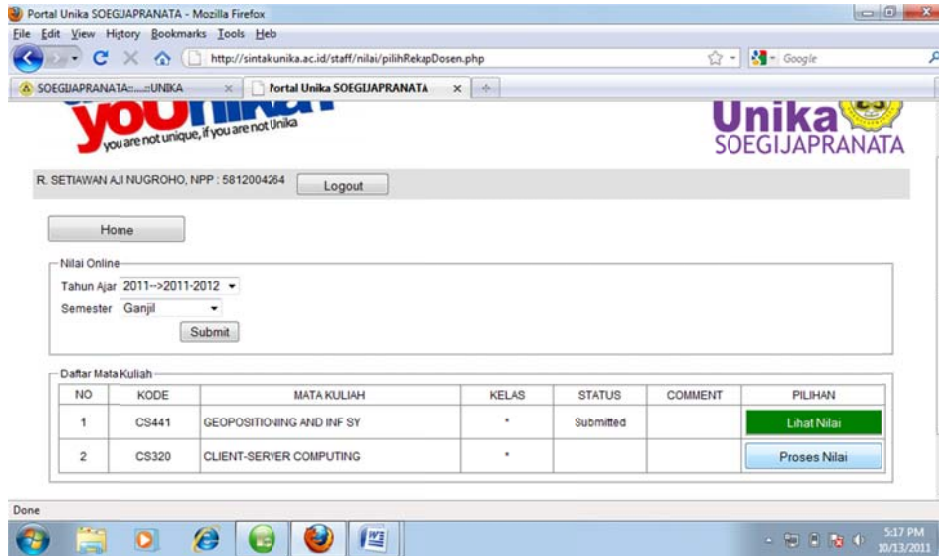 Portal Unika SOEGIJAPRANATA - Mozilla Firefox
File Edit View History Bookmarks Tools Help
http://sintakunika.ac.id/staff/nilai/pilihRekapDosen.php
Google
SOEGIJAPRANATA::.....::UNIKA
Portal Unika SOEGIJAPRANATA
you are not unique, if you are not Unika
Unika
SOEGIJAPRANATA
R. SETIAWAN AJI NUGROHO, NPP : 5812004264 Logout
Home
Nilai Online
Tahun Ajar 2011-->2011-2012
Semester Ganjil
Submit
Daftar Mata Kuliah
NO KODE MATA KULIAH KELAS STATUS COMMENT PILIHAN
1 CS441 GEOPOSITIONING AND INF SY * Submitted Lihat Nilai
2 CS320 CLIENT-SERVER COMPUTING * Proses Nilai
Done
5:17 PM
10/13/2011